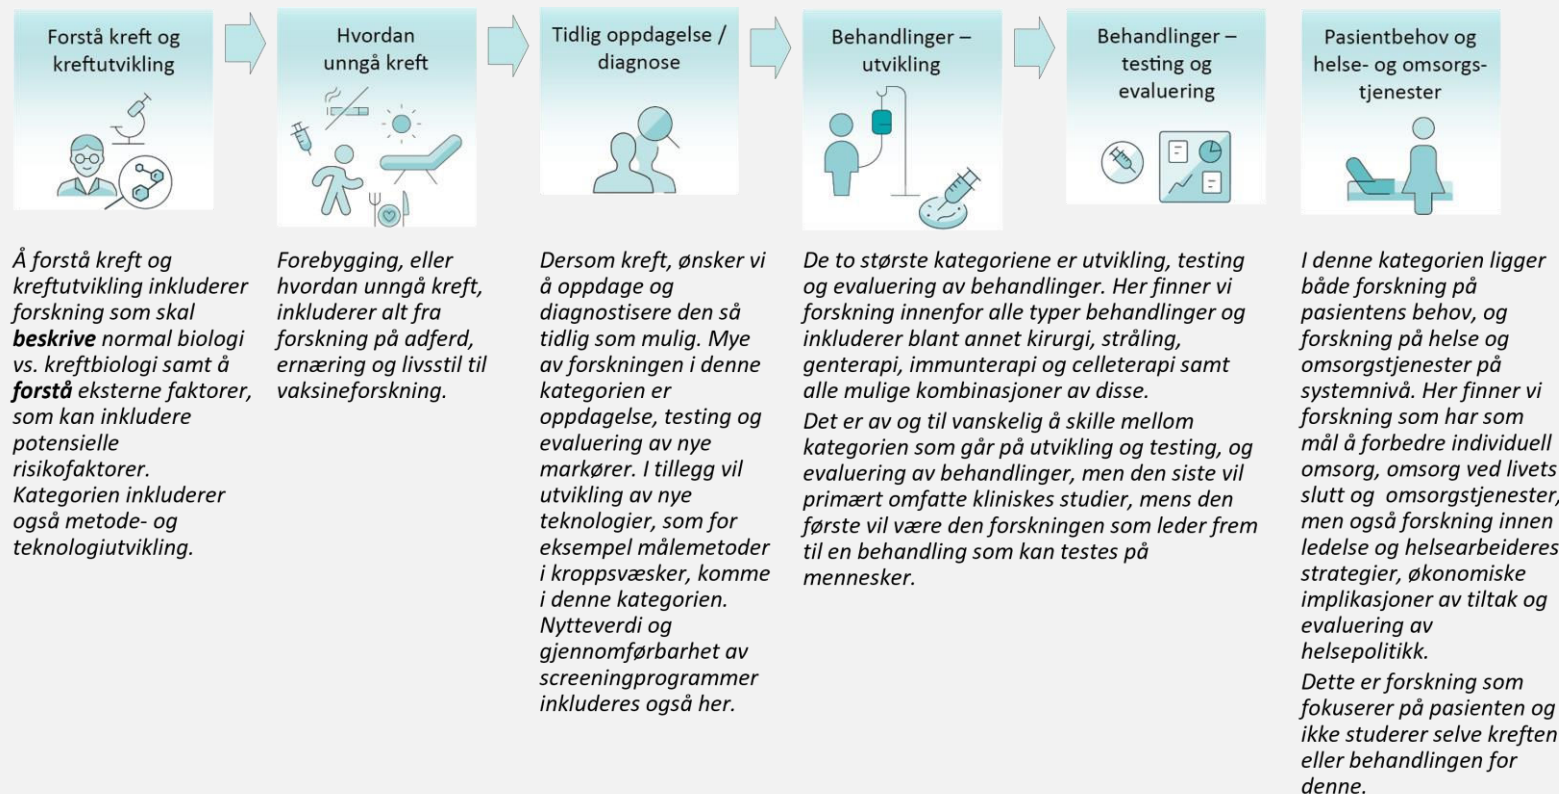 Forstå kreft og
kreftutvikling
Hvordan
unngå kreft
Tidlig oppdagelse /
diagnose
Behandlinger –
utvikling
Behandlinger –
testing og
evaluering
Pasientbehov og
helse- og omsorgs-
tjenester
Å forstå kreft og
kreftutvikling inkluderer
forskning som skal
beskrive normal biologi
vs. kreftbiologi samt å
forstå eksterne faktorer,
som kan inkludere
potensielle
risikofaktorer.
Kategorien inkluderer
også metode- og
teknologiutvikling.
Forebygging, eller
hvordan unngå kreft,
inkluderer alt fra
forskning på adferd,
ernæring og livsstil til
vaksineforskning.
Dersom kreft, ønsker vi
å oppdage og
diagnostisere den så
tidlig som mulig. Mye
av forskningen i denne
kategorien er
oppdagelse, testing og
evaluering av nye
markører. I tillegg vil
utvikling av nye
teknologier, som for
eksempel målemetoder
i kroppsvæsker, komme
i denne kategorien.
Nytteverdi og
gjennomførbarhet av
screeningprogrammer
inkluderes også her.
De to største kategoriene er utvikling, testing
og evaluering av behandlinger. Her finner vi
forskning innenfor alle typer behandlinger og
inkluderer blant annet kirurgi, stråling,
genterapi, immunterapi og celleterapi samt
alle mulige kombinasjoner av disse.
Det er av og til vanskelig å skille mellom
kategorien som går på utvikling og testing, og
evaluering av behandlinger, men den siste vil
primært omfatte kliniskes studier, mens den
første vil være den forskningen som leder frem
til en behandling som kan testes på
mennesker.
I denne kategorien ligger
både forskning på
pasientens behov, og
forskning på helse og
omsorgstjenester på
systemnivå. Her finner vi
forskning som har som
mål å forbedre individuell
omsorg, omsorg ved livets
slutt og omsorgstjenester,
men også forskning innen
ledelse og helsearbeideres
strategier, økonomiske
implikasjoner av tiltak og
evaluering av
helsepolitikk.
Dette er forskning som
fokuserer på pasienten og
ikke studerer selve kreften
eller behandlingen for
denne.